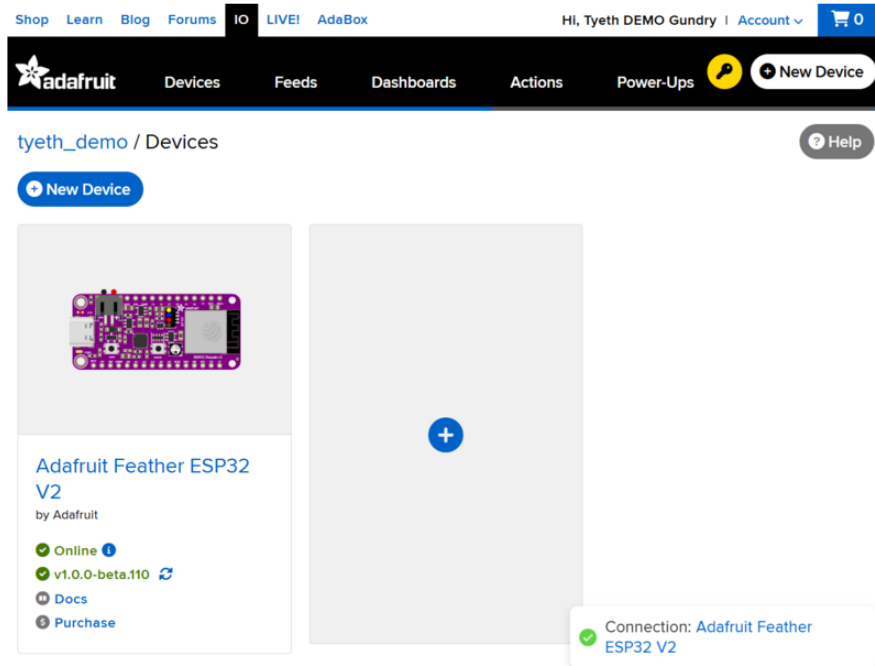 Shop Learn Blog Forums IO LIVE! AdaBox Hi, Tyeth DEMO Gundry | Account 0
adafruit Devices Feeds Dashboards Actions Power-Ups New Device
tyeth_demo / Devices Help
New Device
Adafruit Feather ESP32
V2
by Adafruit
Online
v1.0.0-beta.110
Docs
Purchase
Connection: Adafruit Feather
ESP32 V2